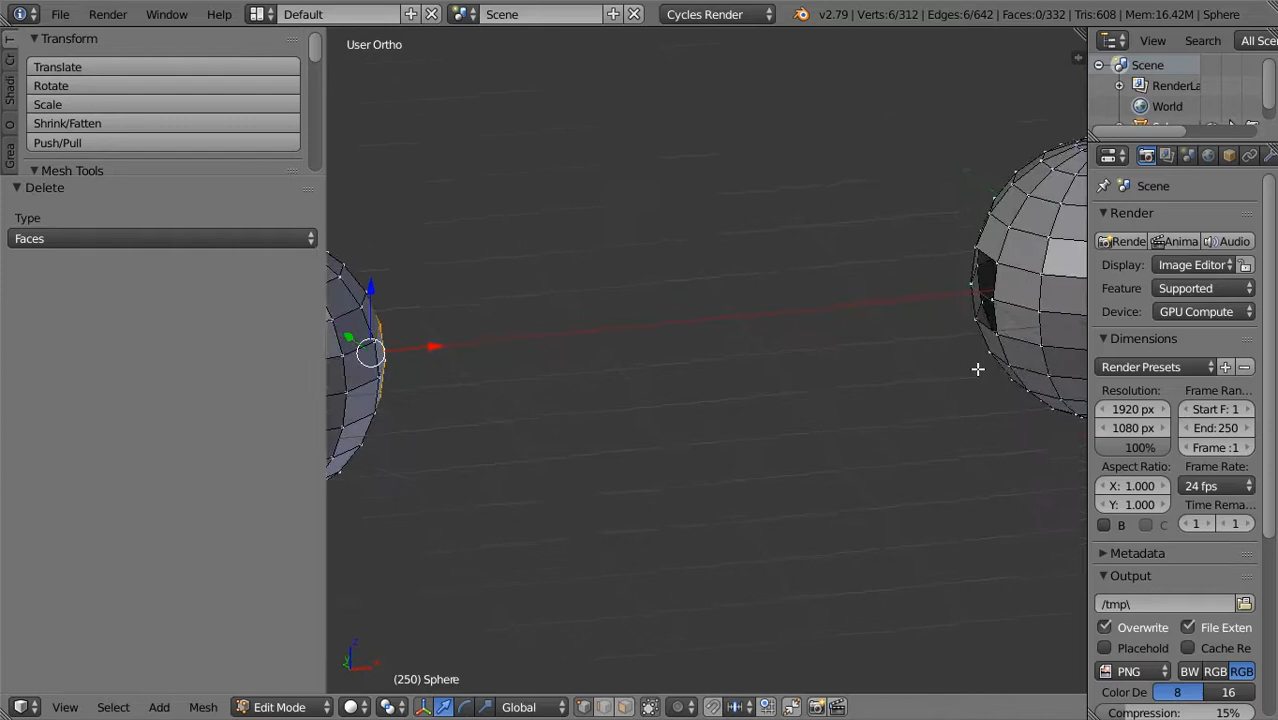 File Render Window Help Default Scene Cycles Render v2.79 | Verts:6/312 | Edges:6/642 | Faces:0/332 | Tris:608 | Mem:16.42M | Sphere
Transform
Translate
Rotate
Scale
Shrink/Fatten
Push/Pull
Mesh Tools
Delete
Type
Faces
T
Cr
Shadi
O
Grea
User Ortho
(250) Sphere
View Select Add Mesh Edit Mode Global
View Search All Sce
Scene
RenderLa
World
Scene
Render
Rende Anima Audio
Display: Image Editor
Feature Supported
Device: GPU Compute
Dimensions
Render Presets
Resolution: Frame Ran...
1920 px Start F: 1
1080 px End: 250
100% Frame :1
Aspect Ratio: Frame Rate:
X: 1.000 24 fps
Y: 1.000 Time Rema...
B C 1 1
Metadata
Output
/tmp\
Overwrite File Exten
Placehold Cache Re
PNG BW RGB RGB
Color De 8 16
Compression: 15%